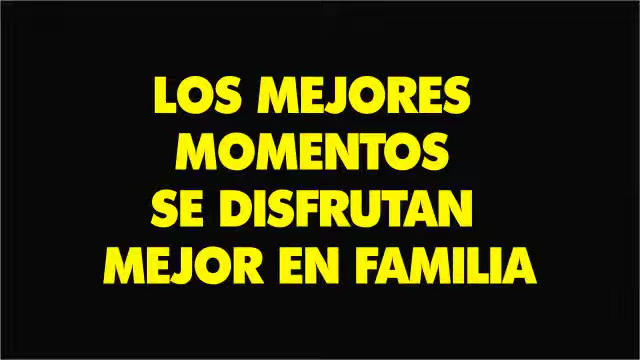 LOS MEJORES
MOMENTOS
SE DISFRUTAN
MEJOR EN FAMILIA